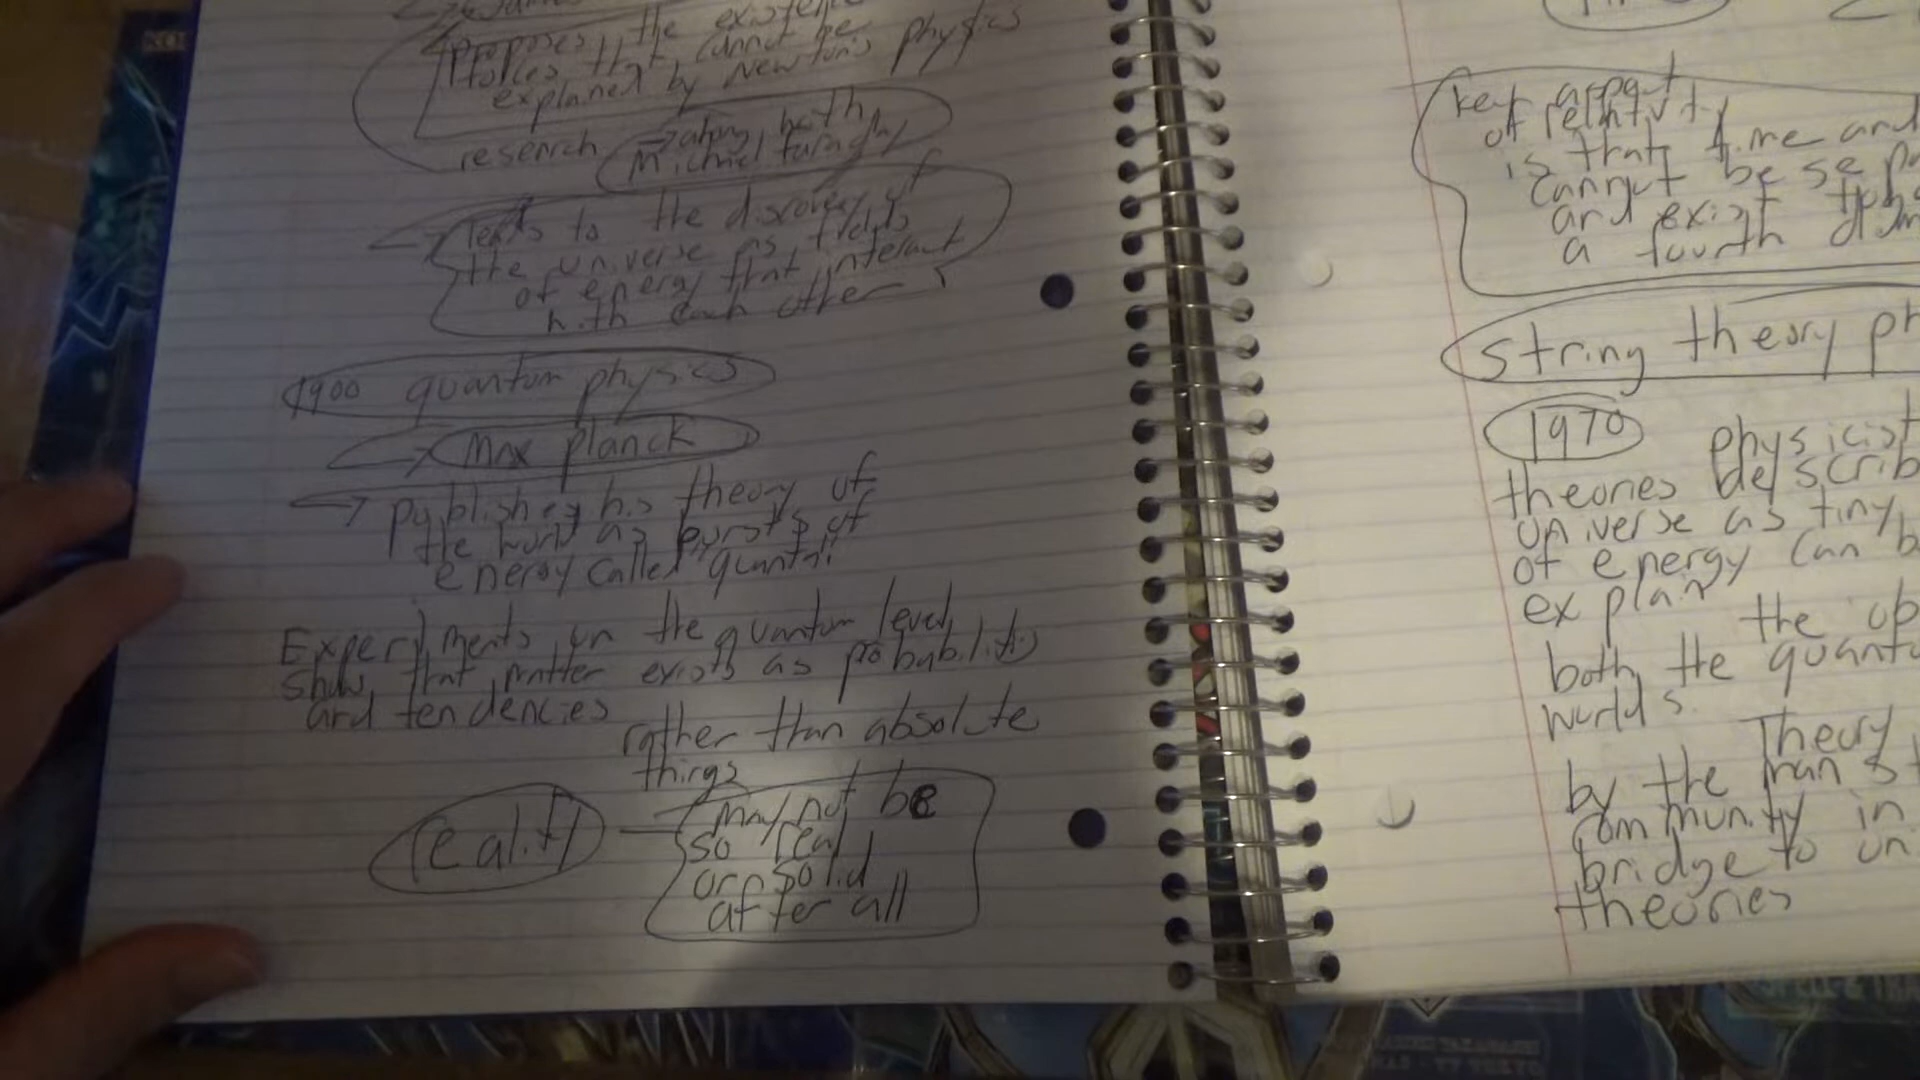 proposes the existence
forces that cannot be
explained by Newton's physics
research → along both
Michael faraday
leads to the discovery of
the universe as fields
of energy that interact
with each other
1900 quantum physics
→ max planck
→ publishes his theory of
the world as bursts of
energy called quanta
Experiments on the quantum level,
show that matter exists as probabilities
and tendencies
rather than absolute
things
reality
may not be
so real
or solid
after all
key aspect
of relativity
is that time and
cannot be
and exist
a fourth
string theory
1970 physicist
theories
universe as tiny
of energy can
explain
the
both the
worlds.
Theory
by the
community in
bridge to
theories